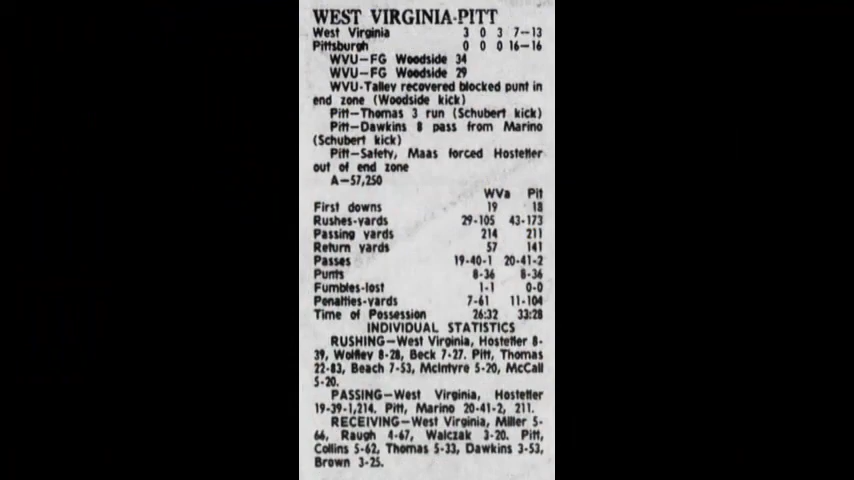 WEST VIRGINIA-PITT
West Virginia 3 0 3 7—13
Pittsburgh 0 0 0 16—16
WVU—FG Woodside 34
WVU—FG Woodside 29
WVU-Talley recovered blocked punt in
end zone (Woodside kick)
Pitt—Thomas 3 run (Schubert kick)
Pitt—Dawkins 8 pass from Marino
(Schubert kick)
Pitt—Safety, Maas forced Hostetler
out of end zone
A—57,250
WVa Pit
First downs 19 18
Rushes-yards 29-105 43-173
Passing yards 214 211
Return yards 57 141
Passes 19-40-1 20-41-2
Punts 8-36 8-36
Fumbles-lost 1-1 0-0
Penalties-yards 7-61 11-104
Time of Possession 26:32 33:28
INDIVIDUAL STATISTICS
RUSHING—West Virginia, Hostetler 8-
39, Wolfley 8-28, Beck 7-27. Pitt, Thomas
22-83, Beach 7-53, McIntyre 5-20, McCall
5-20.
PASSING—West Virginia, Hostetler
19-39-1,214. Pitt, Marino 20-41-2, 211.
RECEIVING—West Virginia, Miller 5-
66, Raugh 4-67, Walczak 3-20. Pitt,
Collins 5-62, Thomas 5-33, Dawkins 3-53,
Brown 3-25.